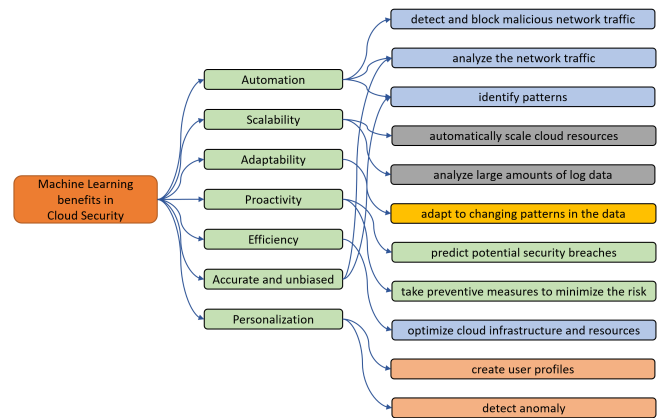 Machine Learning
benefits in
Cloud Security
Automation
Scalability
Adaptability
Proactivity
Efficiency
Accurate and unbiased
Personalization
detect and block malicious network traffic
analyze the network traffic
identify patterns
automatically scale cloud resources
analyze large amounts of log data
adapt to changing patterns in the data
predict potential security breaches
take preventive measures to minimize the risk
optimize cloud infrastructure and resources
create user profiles
detect anomaly